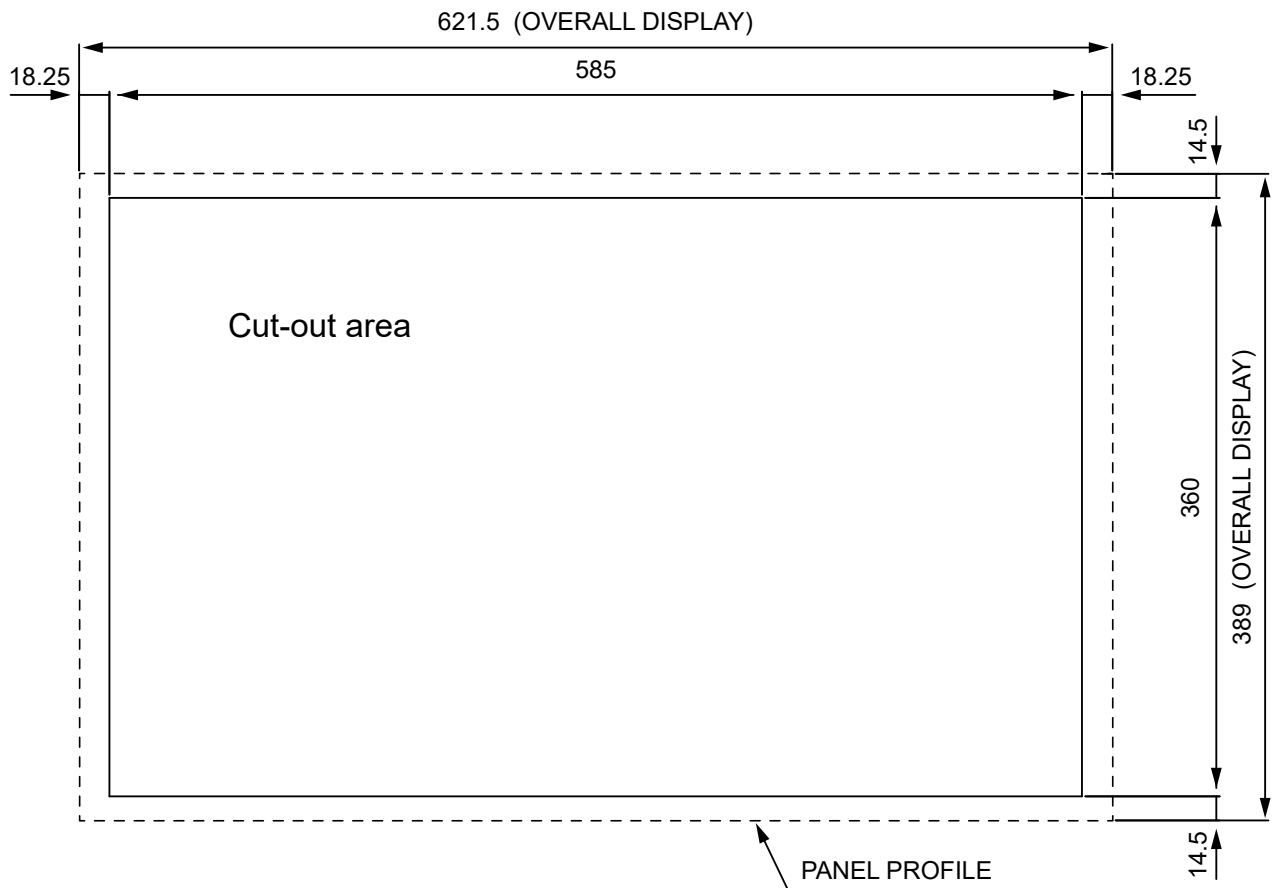 621.5 (OVERALL DISPLAY)
18.25
585
18.25
14.5
Cut-out area
360
389 (OVERALL DISPLAY)
14.5
PANEL PROFILE